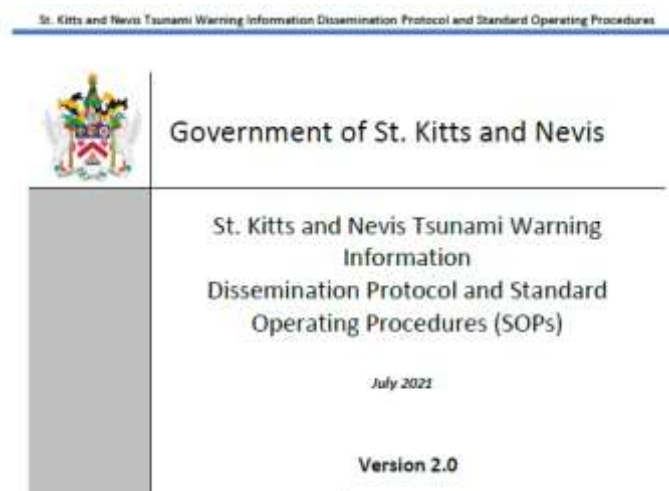 St. Kitts and Nevis Tsunami Warning Information Dissemination Protocol and Standard Operating Procedures
Government of St. Kitts and Nevis
St. Kitts and Nevis Tsunami Warning
Information
Dissemination Protocol and Standard
Operating Procedures (SOPs)
July 2021
Version 2.0